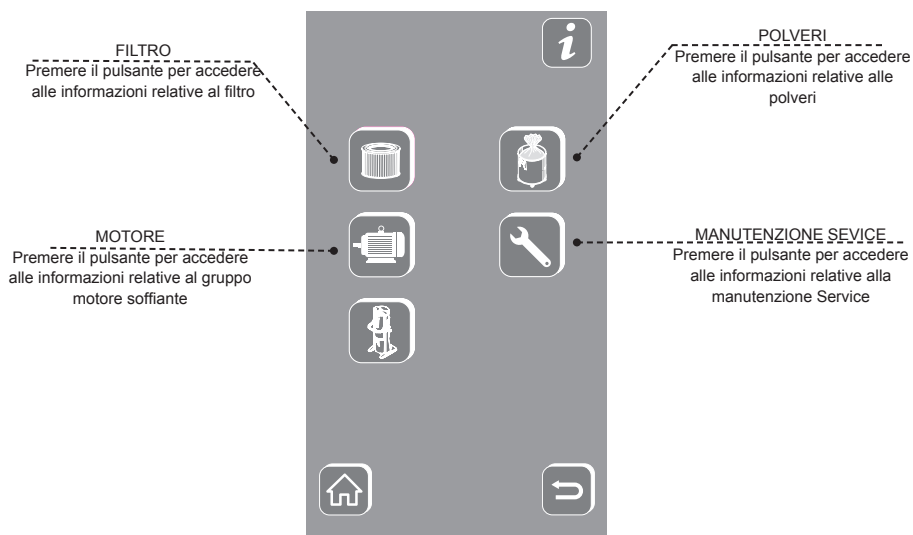 FILTRO
Premere il pulsante per accedere
alle informazioni relative al filtro
MOTORE
Premere il pulsante per accedere
alle informazioni relative al gruppo
motore soffiante
i
POLVERI
Premere il pulsante per accedere
alle informazioni relative alle
polveri
MANUTENZIONE SEVICE
Premere il pulsante per accedere
alle informazioni relative alla
manutenzione Service